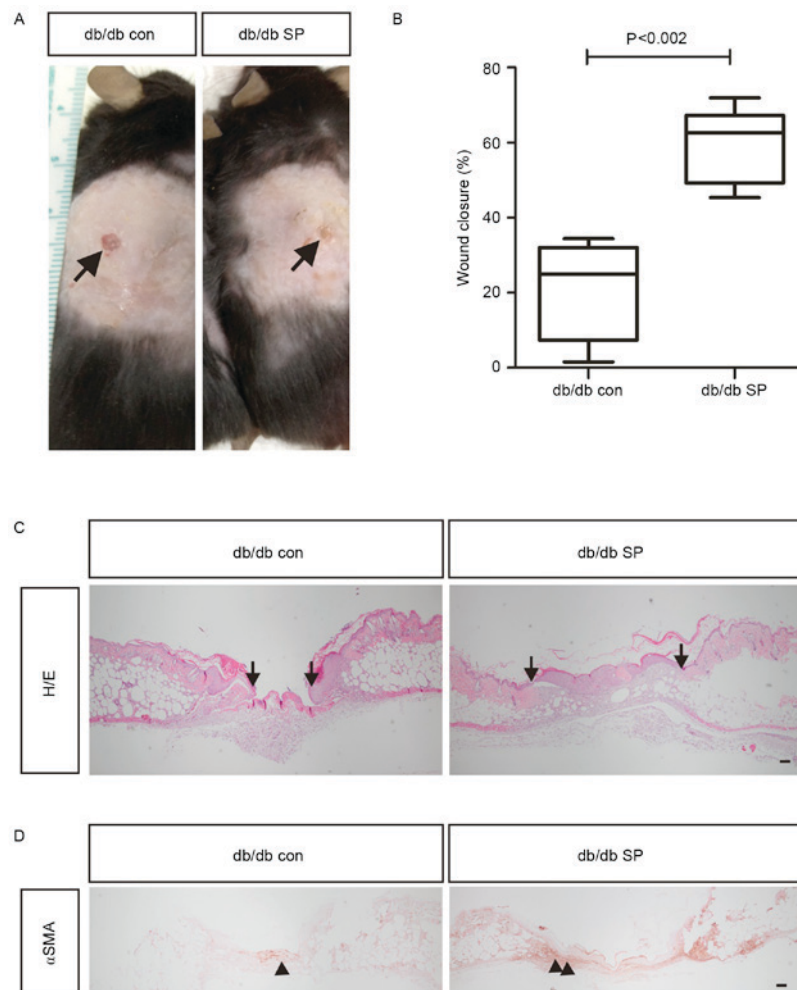 A
db/db con
db/db SP
B
P<0.002
Wound closure (%)
80
60
40
20
0
db/db con
db/db SP
C
db/db con
db/db SP
H/E
D
db/db con
db/db SP
αSMA